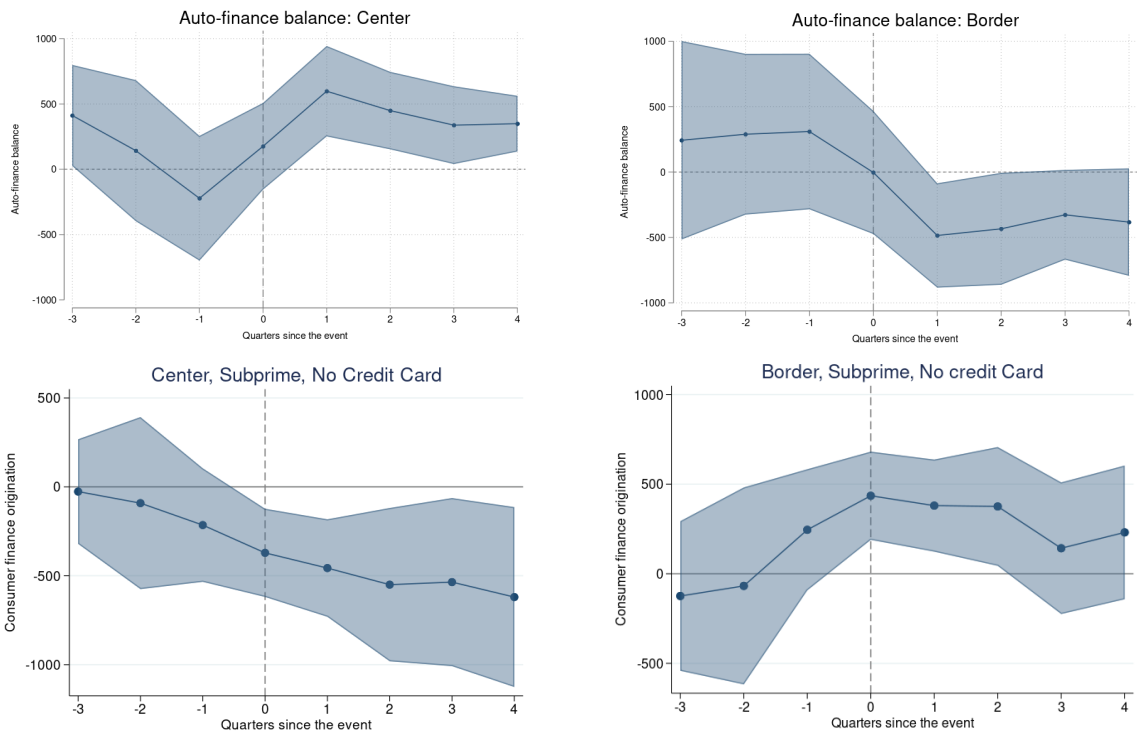 Auto-finance balance: Center
1000
500
0
-500
-1000
Auto-finance balance
-3 -2 -1 0 1 2 3 4
Quarters since the event
Auto-finance balance: Border
1000
500
0
-500
-1000
Auto-finance balance
-3 -2 -1 0 1 2 3 4
Quarters since the event
Center, Subprime, No Credit Card
500
0
-500
-1000
Consumer finance origination
-3 -2 -1 0 1 2 3 4
Quarters since the event
Border, Subprime, No credit Card
1000
500
0
-500
Consumer finance origination
-3 -2 -1 0 1 2 3 4
Quarters since the event